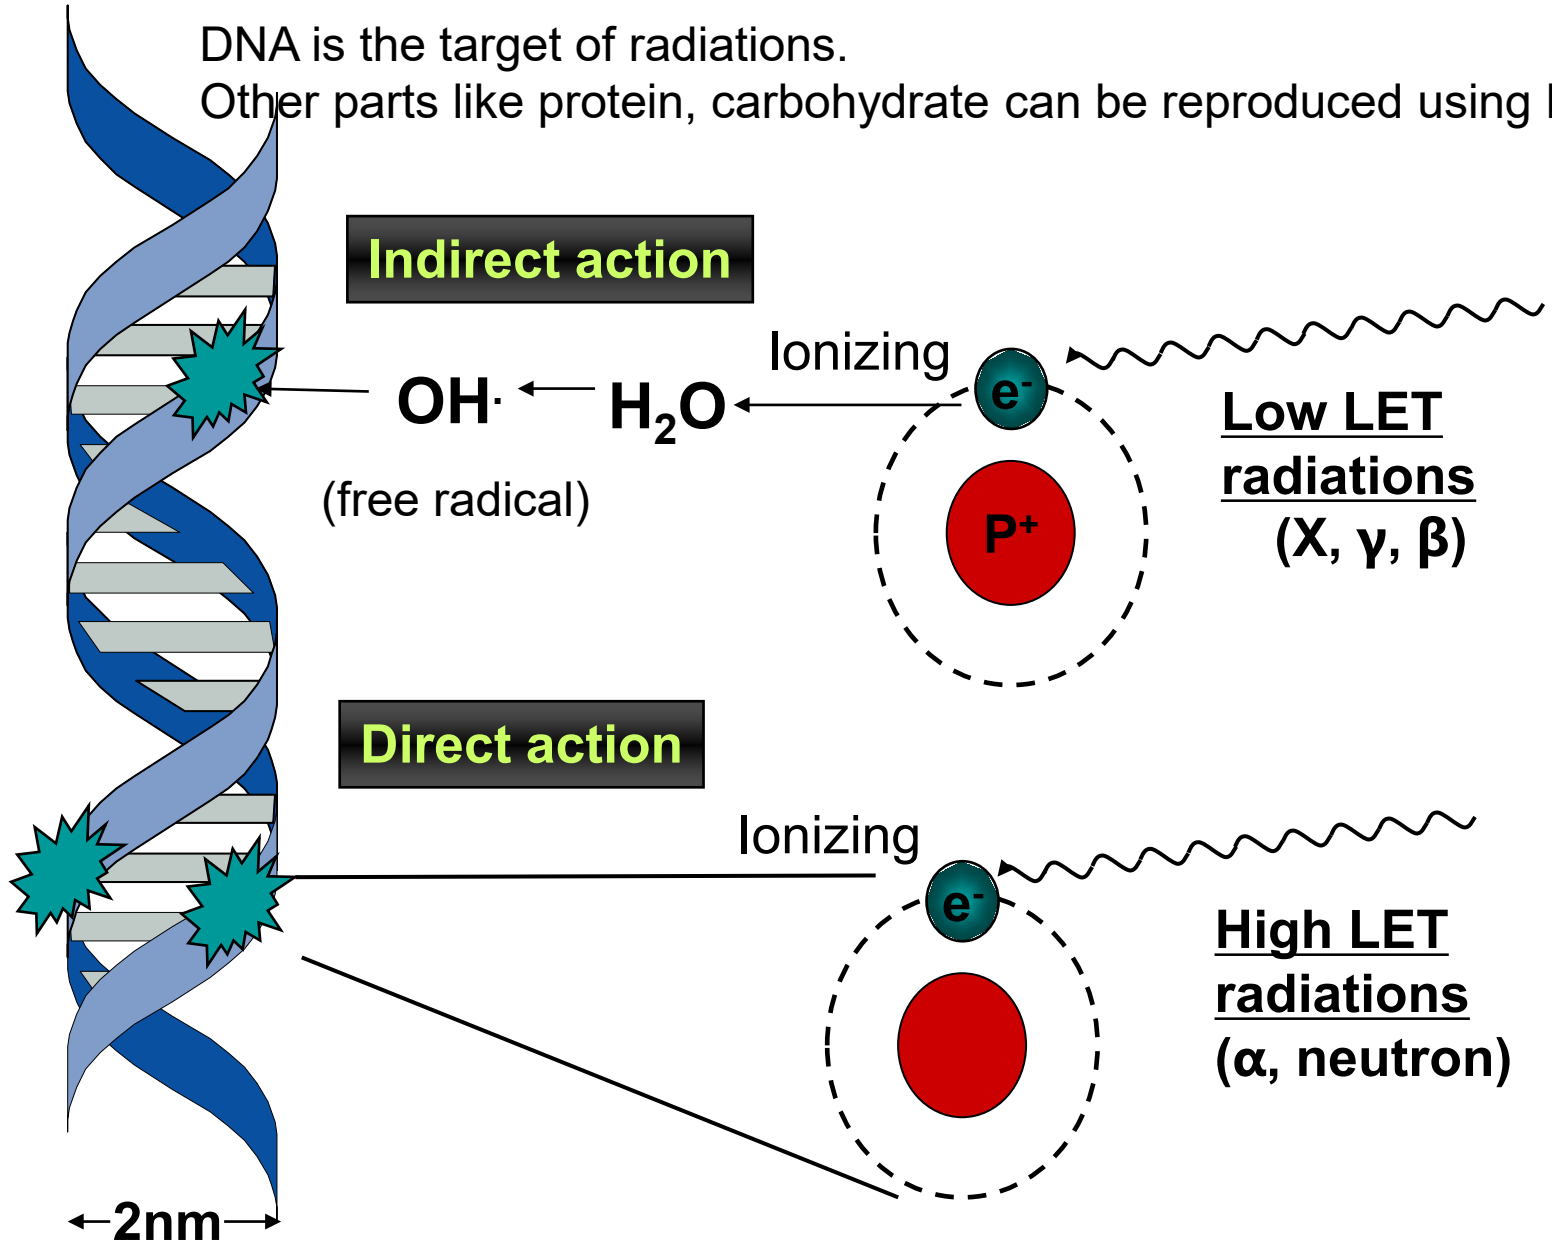 DNA is the target of radiations.
Other parts like protein, carbohydrate can be reproduced using
Indirect action
Ionizing
e⁻
OH· H₂O
Low LET
radiations
(X, γ, β)
(free radical)
P⁺
Direct action
Ionizing
e⁻
High LET
radiations
(α, neutron)
2nm